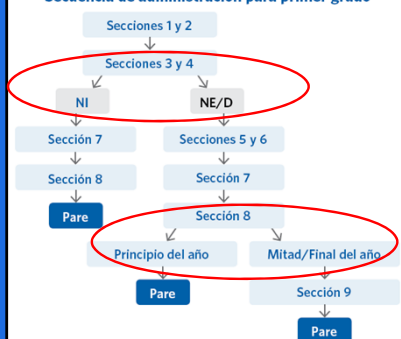 Secuencia de administración para primer grado
Secciones 1 y 2
Secciones 3 y 4
NI
NE/D
Sección 7
Secciones 5 y 6
Sección 8
Sección 7
Pare
Sección 8
Principio del año
Mitad/Final del año
Pare
Sección 9
Pare